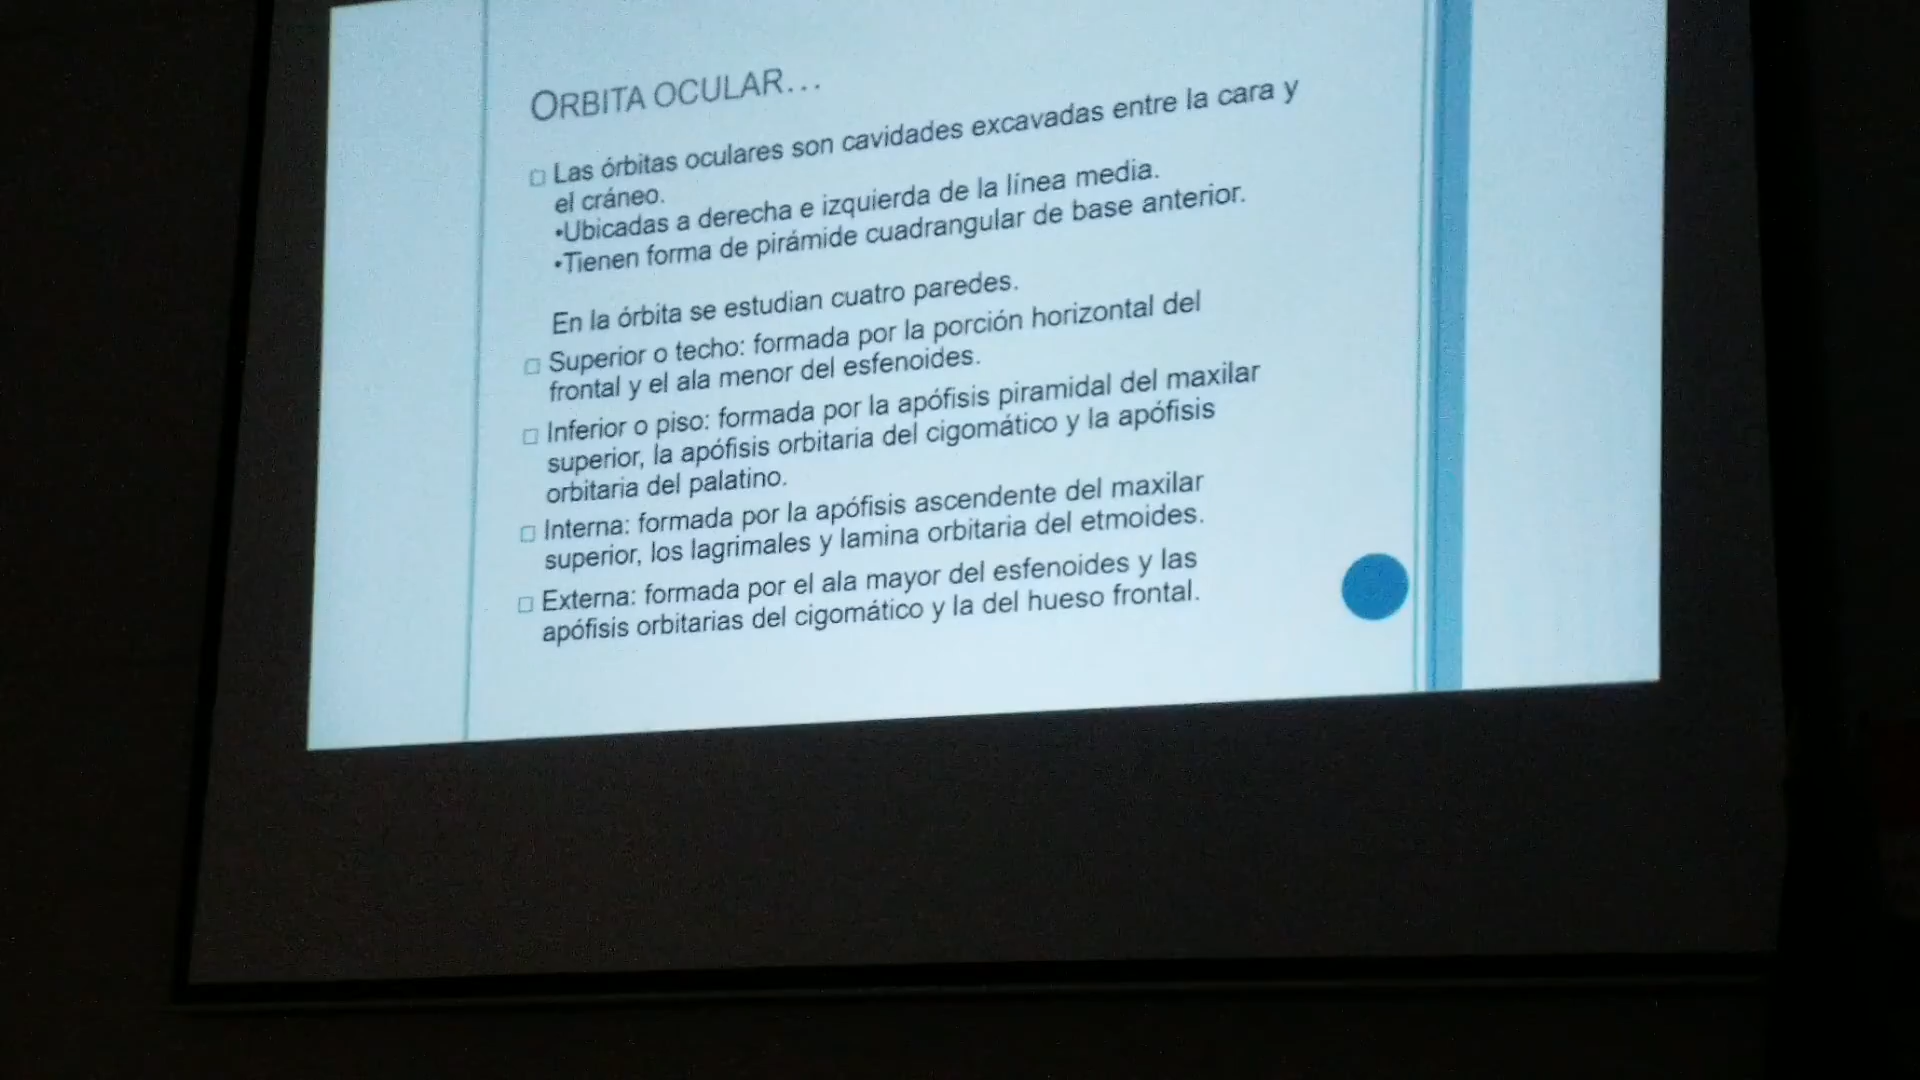 ORBITA OCULAR...
Las órbitas oculares son cavidades excavadas entre la cara y
el cráneo.
•Ubicadas a derecha e izquierda de la línea media.
•Tienen forma de pirámide cuadrangular de base anterior.
En la órbita se estudian cuatro paredes.
Superior o techo: formada por la porción horizontal del
frontal y el ala menor del esfenoides.
Inferior o piso: formada por la apófisis piramidal del maxilar
superior, la apófisis orbitaria del cigomático y la apófisis
orbitaria del palatino.
Interna: formada por la apófisis ascendente del maxilar
superior, los lagrimales y lamina orbitaria del etmoides.
Externa: formada por el ala mayor del esfenoides y las
apófisis orbitarias del cigomático y la del hueso frontal.